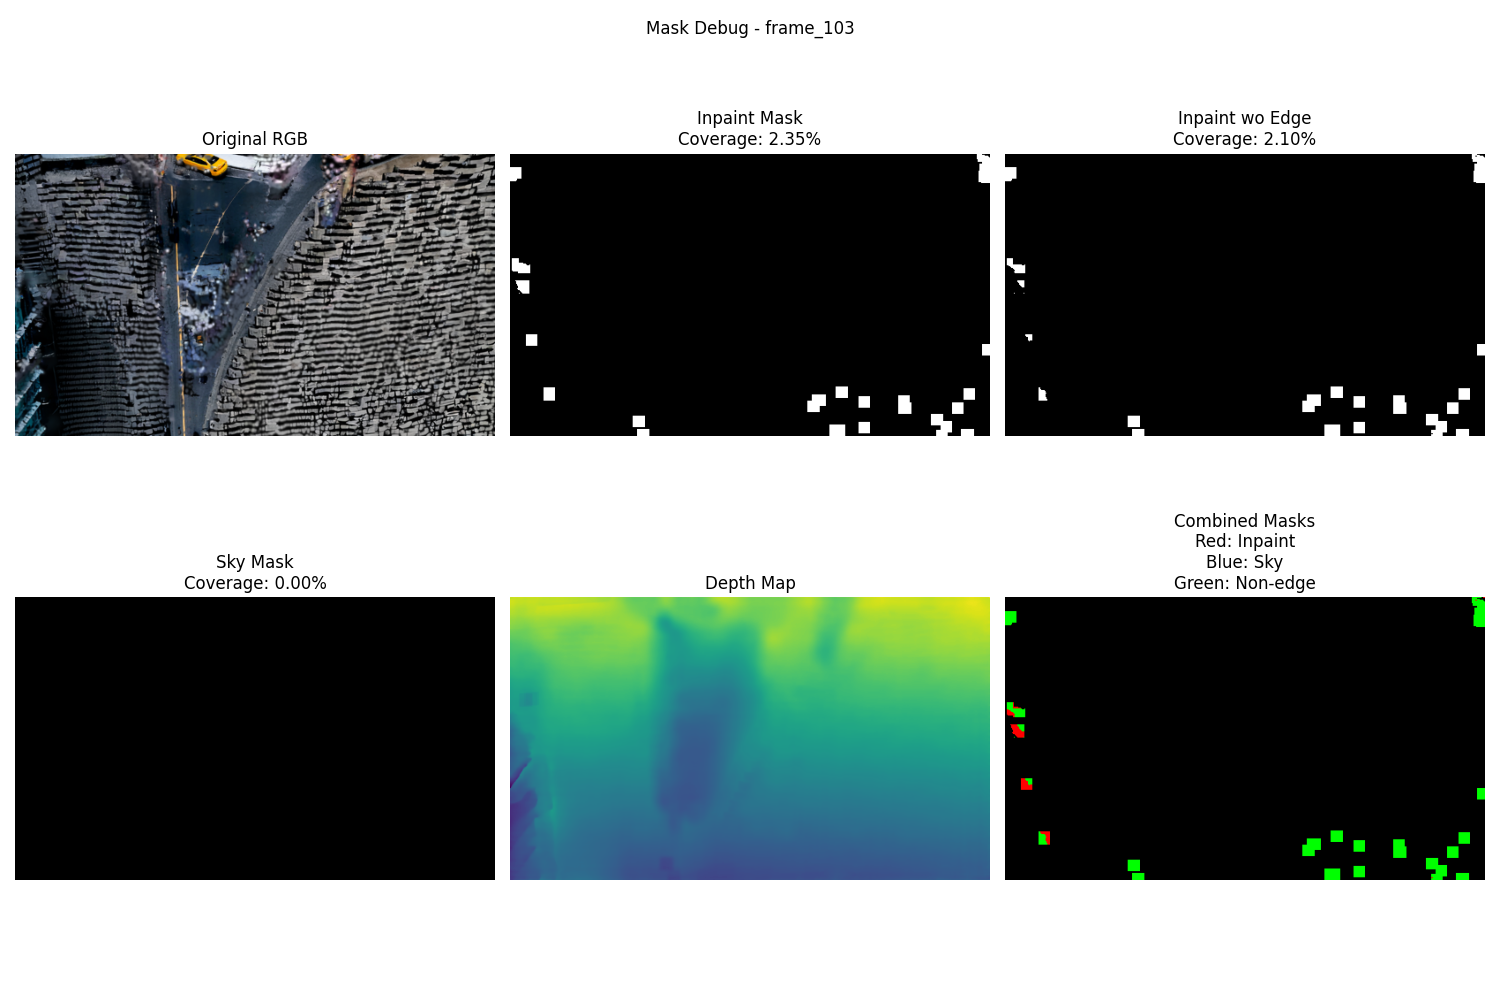 Mask Debug - frame_103
Original RGB
Inpaint Mask
Coverage: 2.35%
Inpaint wo Edge
Coverage: 2.10%
Sky Mask
Coverage: 0.00%
Depth Map
Combined Masks
Red: Inpaint
Blue: Sky
Green: Non-edge